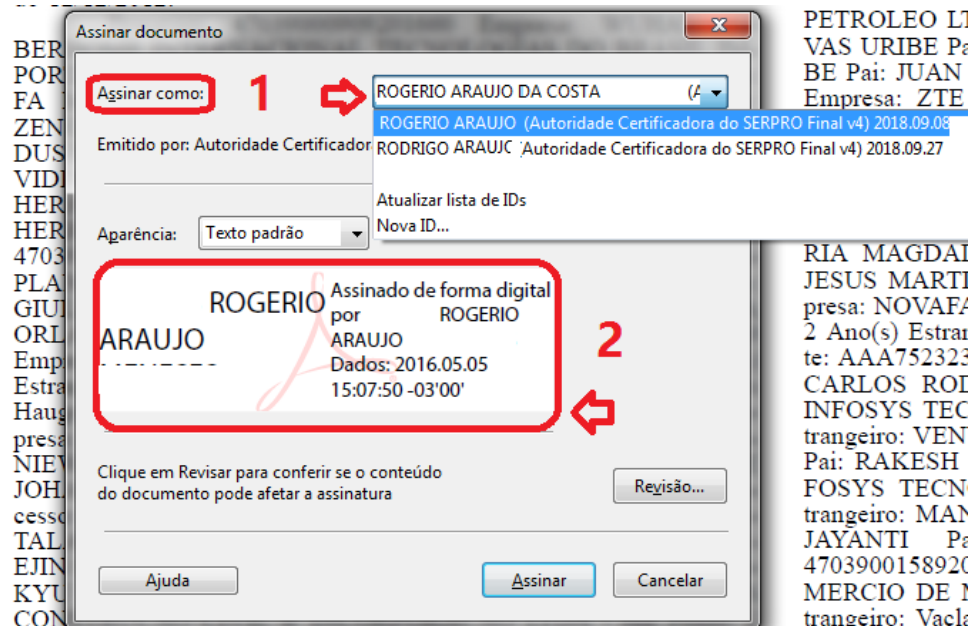 Assinar documento
Assinar como:
1
ROGERIO ARAUJO DA COSTA (A
ROGERIO ARAUJO (Autoridade Certificadora do SERPRO Final v4) 2018.09.08
RODRIGO ARAUJC (Autoridade Certificadora do SERPRO Final v4) 2018.09.27
Atualizar lista de IDs
Nova ID...
Emitido por: Autoridade Certificador
Aparência:
Texto padrão
ROGERIO
ARAUJO
Assinado de forma digital
por ROGERIO
ARAUJO
Dados: 2016.05.05
15:07:50 -03'00'
2
Clique em Revisar para conferir se o conteúdo
do documento pode afetar a assinatura
Revisão...
Ajuda
Assinar
Cancelar
BER
POR
FA
ZEN
DUS
VIDI
HER
HER
4703
PLA
GIUI
ORL
Emp
Estra
Haug
presa
NIEV
JOH
cesso
TAL
EJIN
KYU
CON
PETROLEO LT
VAS URIBE Pa
BE Pai: JUAN
Empresa: ZTE
RIA MAGDAL
JESUS MARTI
presa: NOVAFA
2 Ano(s) Estran
te: AAA752323
CARLOS ROD
INFOSYS TEC
trangeiro: VEN
Pai: RAKESH
FOSYS TECN
trangeiro: MAN
JAYANTI Pa
4703900158920
MERCIO DE
trangeiro: Vacla